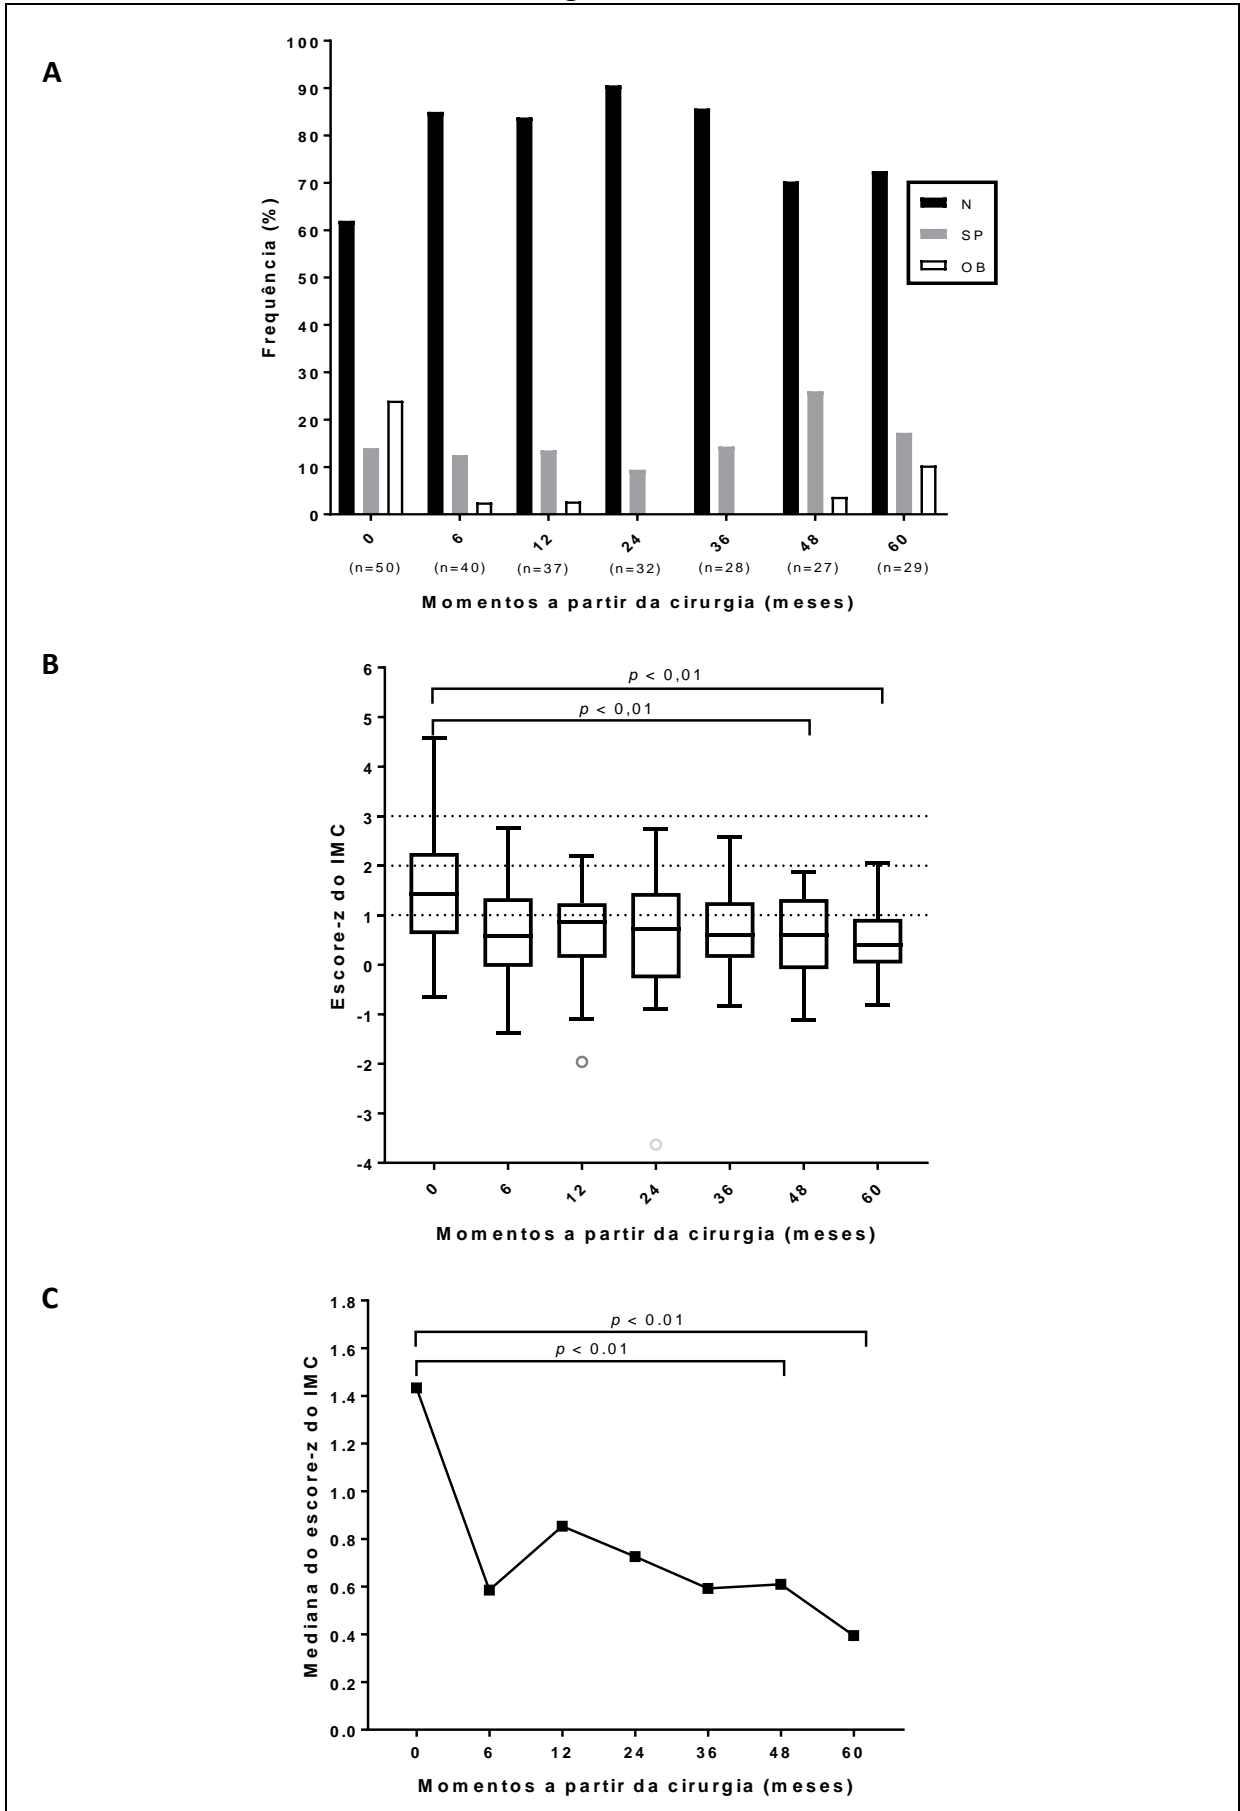 A
100
90
80
70
60
50
40
30
20
10
0
Frequência (%)
N
SP
OB
0 6 12 24 36 48 60
(n=50) (n=40) (n=37) (n=32) (n=28) (n=27) (n=29)
Momentos a partir da cirurgia (meses)
B
6
5
4
3
2
1
0
-1
-2
-3
-4
Escore-z do IMC
p < 0,01
p < 0,01
0 6 12 24 36 48 60
Momentos a partir da cirurgia (meses)
C
1.8
1.6
1.4
1.2
1.0
0.8
0.6
0.4
0.2
0.0
Mediana do escore-z do IMC
p < 0.01
p < 0.01
0 6 12 24 36 48 60
Momentos a partir da cirurgia (meses)